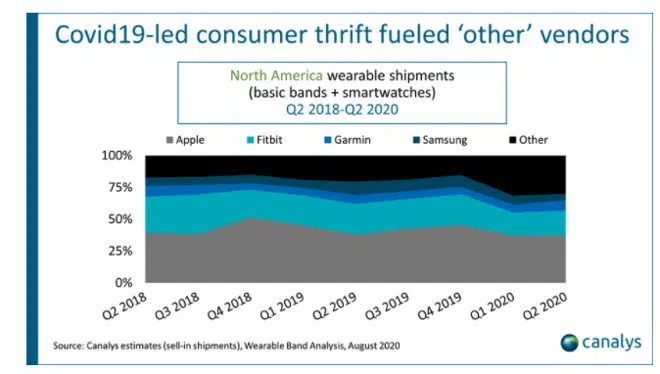 Covid19-led consumer thrift fueled ‘other’ vendors
North America wearable shipments
(basic bands + smartwatches)
Q2 2018-Q2 2020
Apple Fitbit Garmin Samsung Other
100%
75%
50%
25%
0%
Q2 2018 Q3 2018 Q4 2018 Q1 2019 Q2 2019 Q3 2019 Q4 2019 Q1 2020 Q2 2020
Source: Canalys estimates (sell-in shipments), Wearable Band Analysis, August 2020
canalys